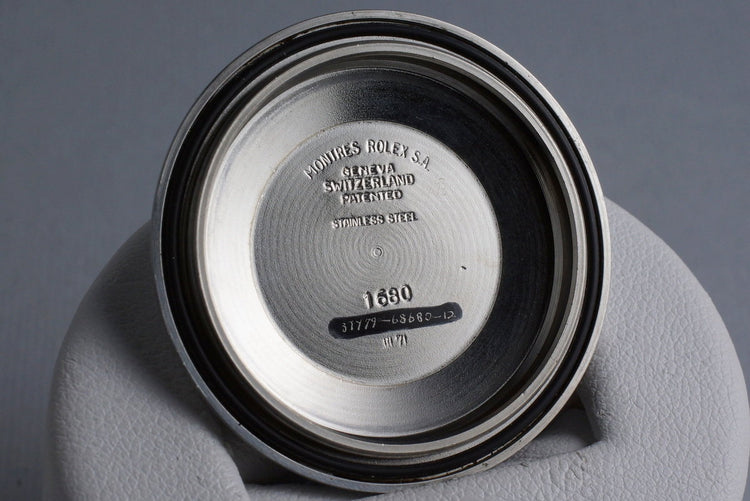 MONTRES ROLEX S.A.
GENEVA
SWITZERLAND
PATENTED
STAINLESS STEEL
1680
III 71